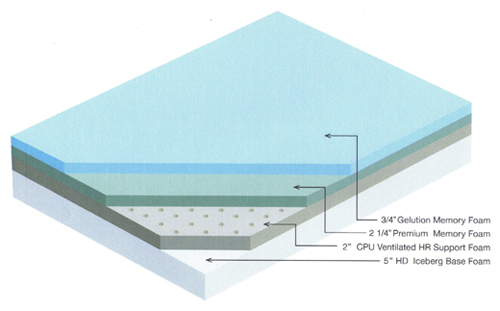 3/4" Gelution Memory Foam
2 1/4" Premium Memory Foam
2" CPU Ventilated HR Support Foam
5" HD Iceberg Base Foam